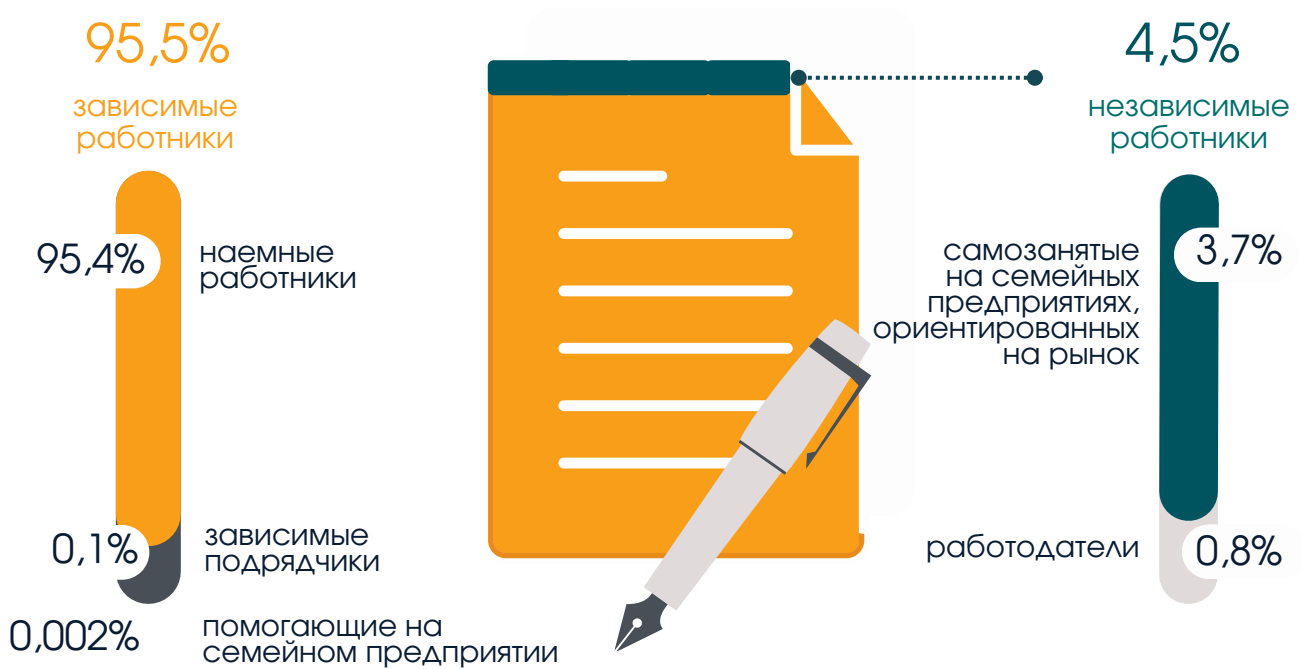 95,5%
зависимые
работники
95,4%
наемные
работники
0,1%
зависимые
подрядчики
0,002%
помогающие на
семейном предприятии
4,5%
независимые
работники
самозанятые
на семейных
предприятиях,
ориентированных
на рынок
3,7%
работодатели
0,8%